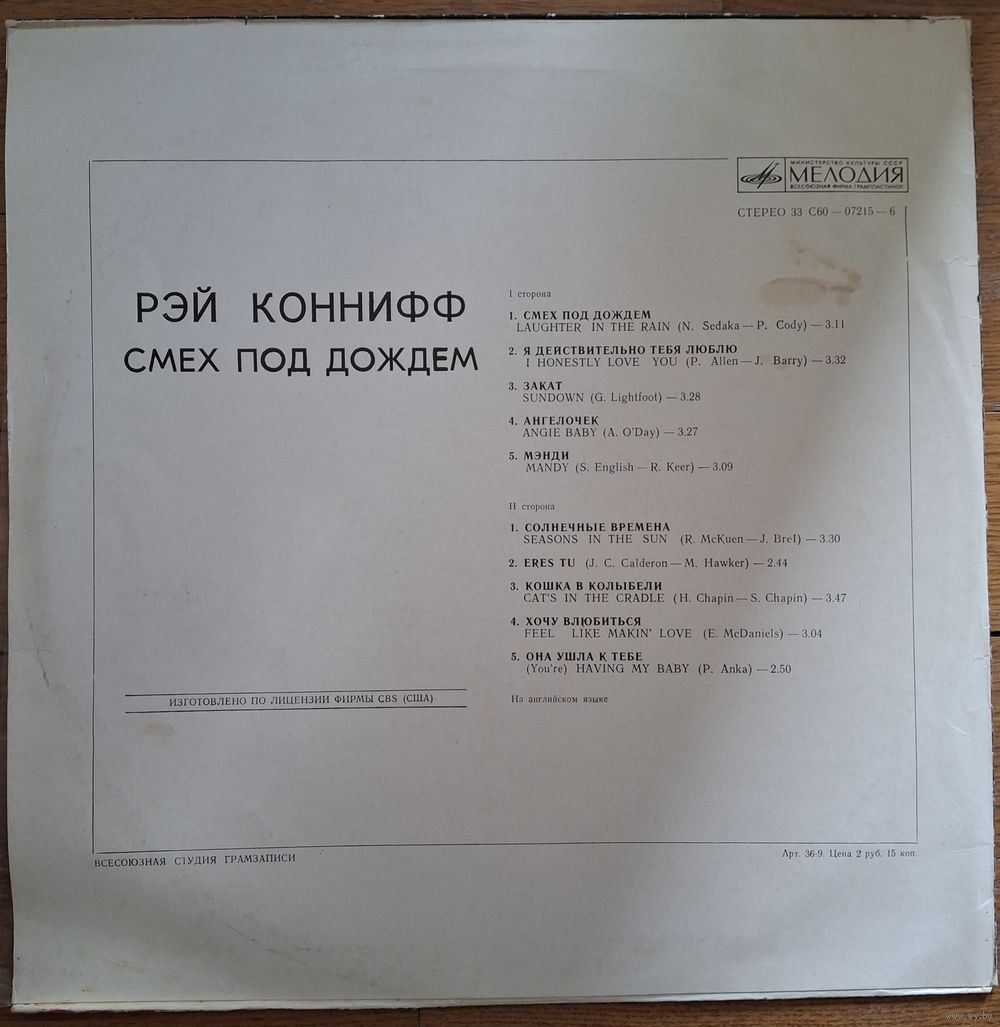 МИНИСТЕРСТВО КУЛЬТУРЫ СССР
МЕЛОДИЯ
ВСЕСОЮЗНАЯ ФИРМА ГРАМПЛАСТИНОК
СТЕРЕО 33 С60—07215—6
РЭЙ КОННИФФ
СМЕХ ПОД ДОЖДЕМ
I сторона
1. СМЕХ ПОД ДОЖДЕМ
LAUGHTER IN THE RAIN (N. Sedaka—P. Cody)—3.11
2. Я ДЕЙСТВИТЕЛЬНО ТЕБЯ ЛЮБЛЮ
I HONESTLY LOVE YOU (P. Allen—J. Barry)—3.32
3. ЗАКАТ
SUNDOWN (G. Lightfoot)—3.28
4. АНГЕЛОЧЕК
ANGIE BABY (A. O'Day)—3.27
5. МЭНДИ
MANDY (S. English—R. Keer)—3.09
II сторона
1. СОЛНЕЧНЫЕ ВРЕМЕНА
SEASONS IN THE SUN (R. McKuen—J. Brel)—3.30
2. ERES TU (J. C. Calderon—M. Hawker)—2.44
3. КОШКА В КОЛЫБЕЛИ
CAT'S IN THE CRADLE (H. Chapin—S. Chapin)—3.47
4. ХОЧУ ВЛЮБИТЬСЯ
FEEL LIKE MAKIN' LOVE (E. McDaniels)—3.04
5. ОНА УШЛА К ТЕБЕ
(You're) HAVING MY BABY (P. Anka)—2.50
На английском языке
ИЗГОТОВЛЕНО ПО ЛИЦЕНЗИИ ФИРМЫ CBS (США)
ВСЕСОЮЗНАЯ СТУДИЯ ГРАМЗАПИСИ
Арт. 36-9. Цена 2 руб. 15 коп.
www.ay.by